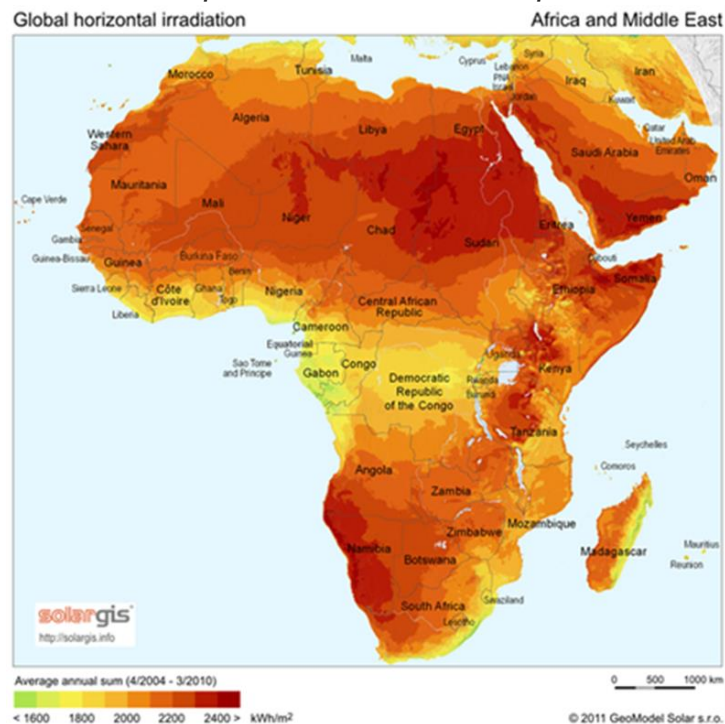 Global horizontal irradiation
Africa and Middle East
Morocco
Tunisia
Malta
Cyprus
Syria
Lebanon
PNA
Israel
Jordan
Iraq
Iran
Kuwait
Algeria
Libya
Egypt
Qatar
United Arab
Emirates
Western
Sahara
Saudi Arabia
Oman
Mauritania
Mali
Niger
Chad
Sudan
Eritrea
Yemen
Cape Verde
Senegal
Gambia
Guinea-Bissau
Guinea
Burkina Faso
Benin
Djibouti
Somalia
Sierra Leone
Côte
d'Ivoire
Ghana
Togo
Nigeria
Central African
Republic
Ethiopia
Liberia
Cameroon
Equatorial
Guinea
Sao Tome
and Principe
Gabon
Congo
Democratic
Republic
of the Congo
Uganda
Rwanda
Burundi
Kenya
Tanzania
Seychelles
Comoros
Angola
Zambia
Mozambique
Zimbabwe
Madagascar
Mauritius
Reunion
Namibia
Botswana
South Africa
Swaziland
Lesotho
solargis
http://solargis.info
Average annual sum (4/2004 - 3/2010)
< 1600 1800 2000 2200 2400 > kWh/m2
0 500 1000 km
© 2011 GeoModel Solar s.r.o.